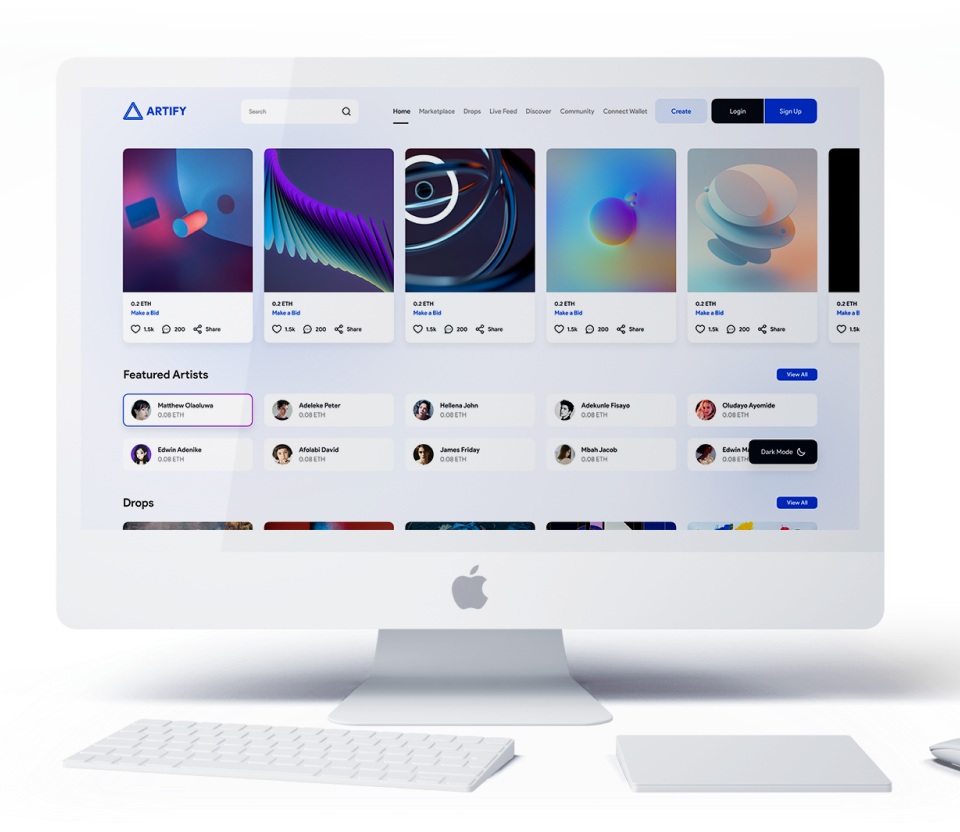 ARTIFY
Search
Home Marketplace Drops Live Feed Discover Community Connect Wallet Create Login Sign Up
0.2 ETH 0.2 ETH 0.2 ETH 0.2 ETH 0.2 ETH 0.2 ETH
Make a Bid Make a Bid Make a Bid Make a Bid Make a Bid Make a B
1.5k 200 Share 1.5k 200 Share 1.5k 200 Share 1.5k 200 Share 1.5k 200 Share 1.5k
Featured Artists View All
Matthew Olaoluwa Adeleke Peter Hellena John Adekunle Fisayo Oludayo Ayomide
0.08 ETH 0.08 ETH 0.08 ETH 0.08 ETH 0.08 ETH
Edwin Adenike Afolabi David James Friday Mbah Jacob Edwin M
0.08 ETH 0.08 ETH 0.08 ETH 0.08 ETH 0.08 ETH
Dark Mode
Drops View All